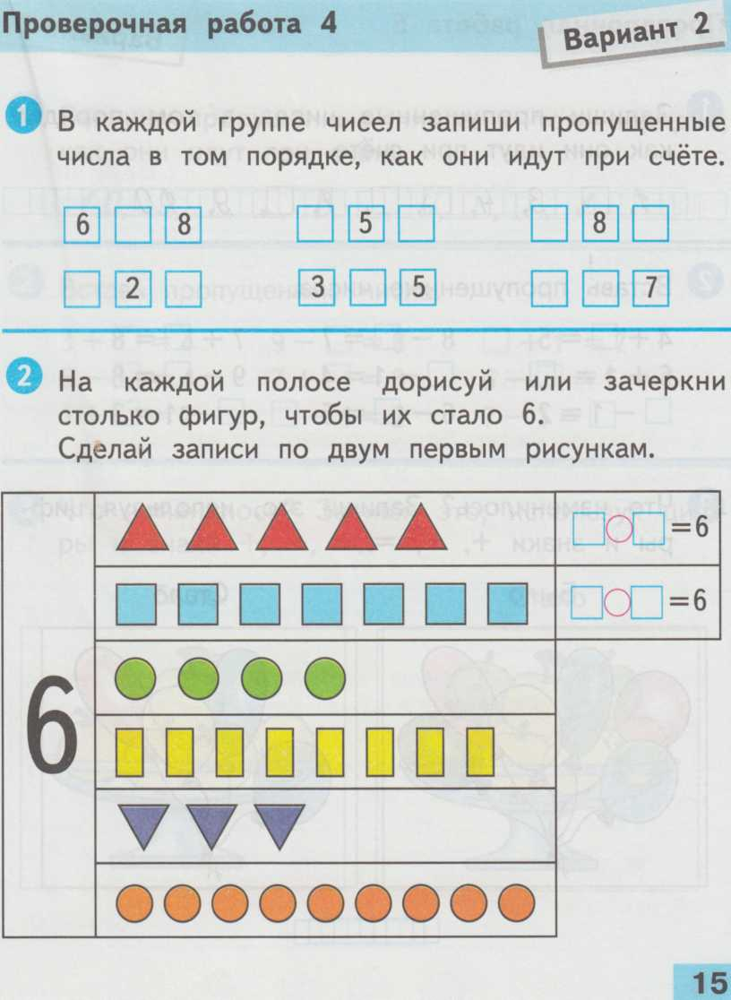 Проверочная работа 4
Вариант 2
1 В каждой группе чисел запиши пропущенные
числа в том порядке, как они идут при счёте.
6 8 5 8
2 3 5 7
2 На каждой полосе дорисуй или зачеркни
столько фигур, чтобы их стало 6.
Сделай записи по двум первым рисункам.
=6
=6
6
15